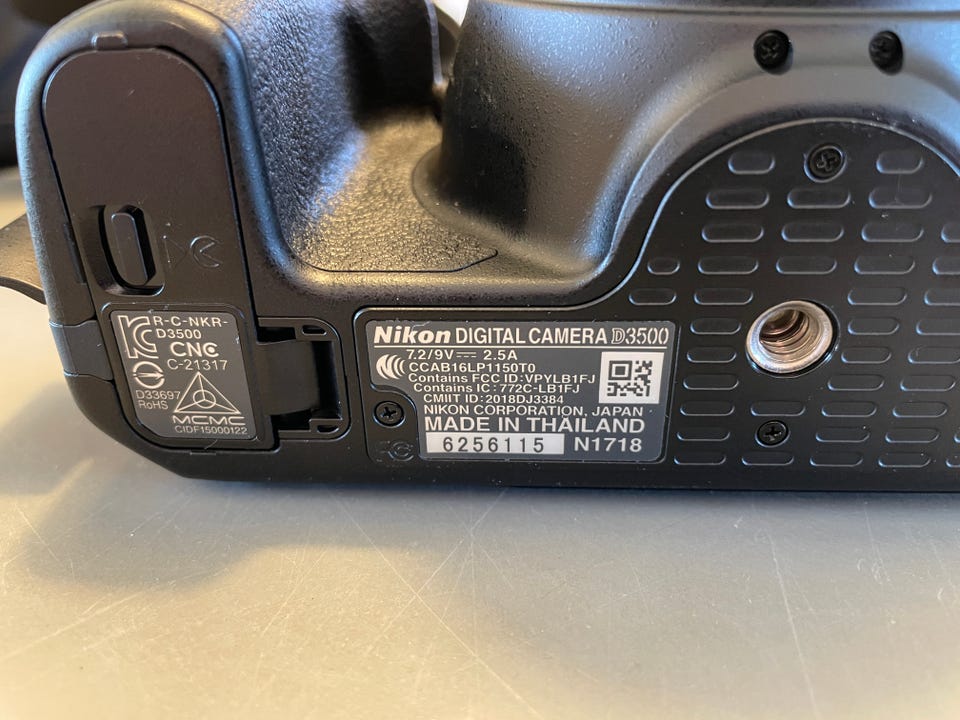 R-C-NKR-
D3500
CNC
C-21317
D33697
RoHS
MCMC
CIDF15000122
Nikon DIGITAL CAMERA D3500
7.2/9V⎓ 2.5A
CCAB16LP1150T0
Contains FCC ID:VPYLB1FJ
Contains IC:772C-LB1FJ
CMIIT ID:2018DJ3384
NIKON CORPORATION, JAPAN
MADE IN THAILAND
6256115 N1718
FC